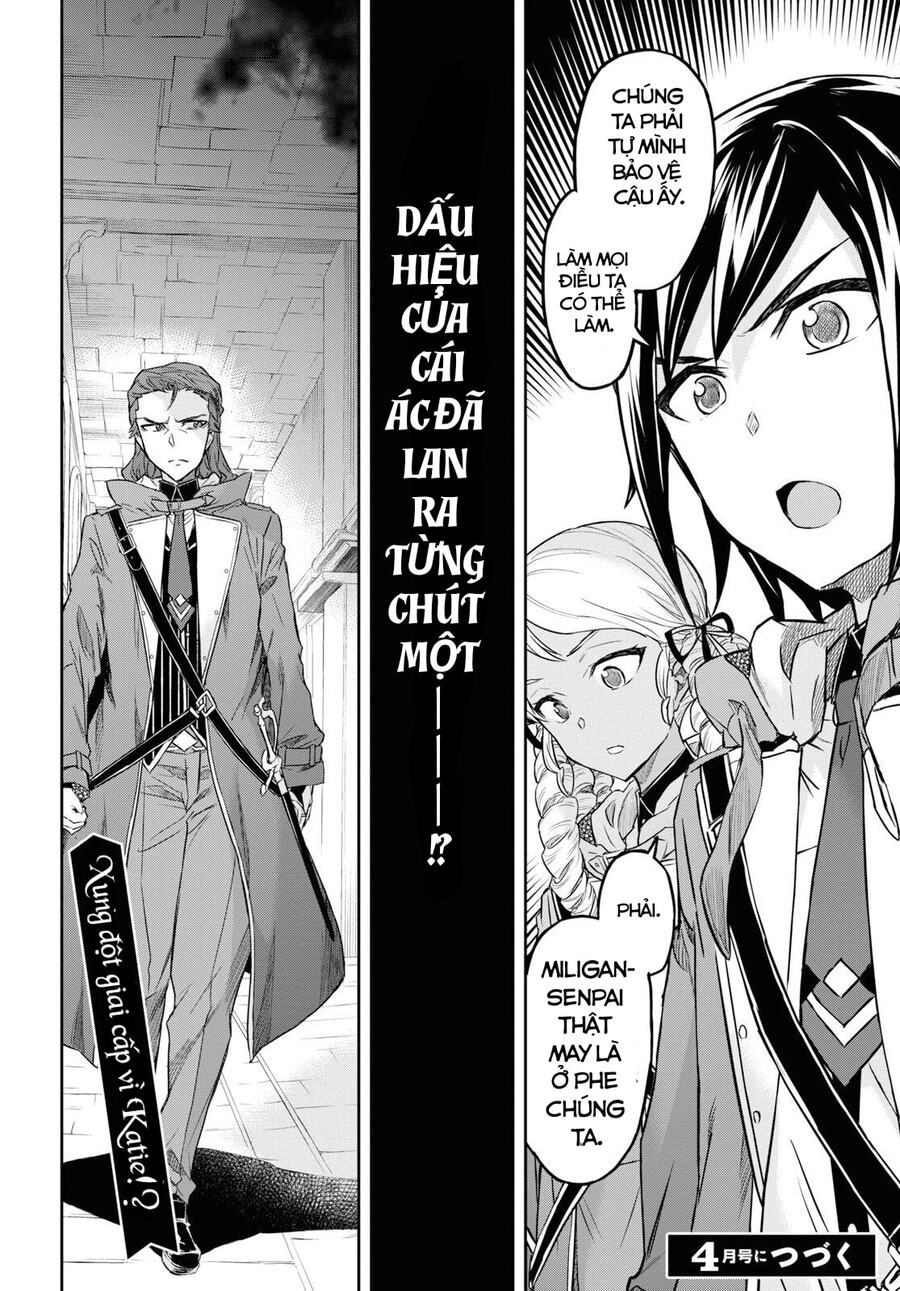 CHÚNG
TA PHẢI
TỰ MÌNH
BẢO VỆ
CẬU ẤY.
LÀM MỌI
ĐIỀU TA
CÓ THỂ
LÀM.
PHẢI.
MILIGAN-
SENPAI
THẬT
MAY LÀ
Ở PHE
CHÚNG
TA.
4月号につづく
DẤU
HIỆU
CỦA
CÁI
ÁC ĐÃ
LAN
RA
TỪNG
CHÚT
MỘT
————!?
Xung đột giai cấp vì Katie!?